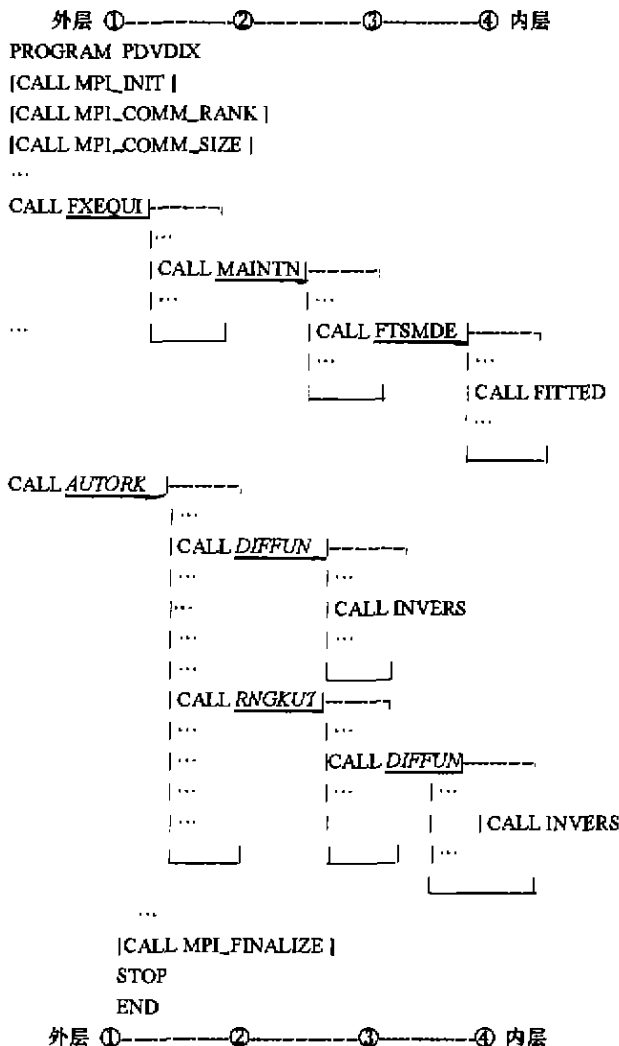 外层 ①--------②--------③--------④ 内层
PROGRAM PDVDIX
[CALL MPI_INIT]
[CALL MPI_COMM_RANK]
[CALL MPI_COMM_SIZE]
…
CALL FXEQUI
…
CALL MAINTN
… …
… CALL FTSMDE
… …
CALL FITTED
…
CALL AUTORK
…
CALL DIFFUN
… …
… CALL INVERS
… …
…
CALL RNGKUT
… …
… CALL DIFFUN
… … …
… CALL INVERS
…
…
[CALL MPI_FINALIZE]
STOP
END
外层 ①--------②--------③--------④ 内层